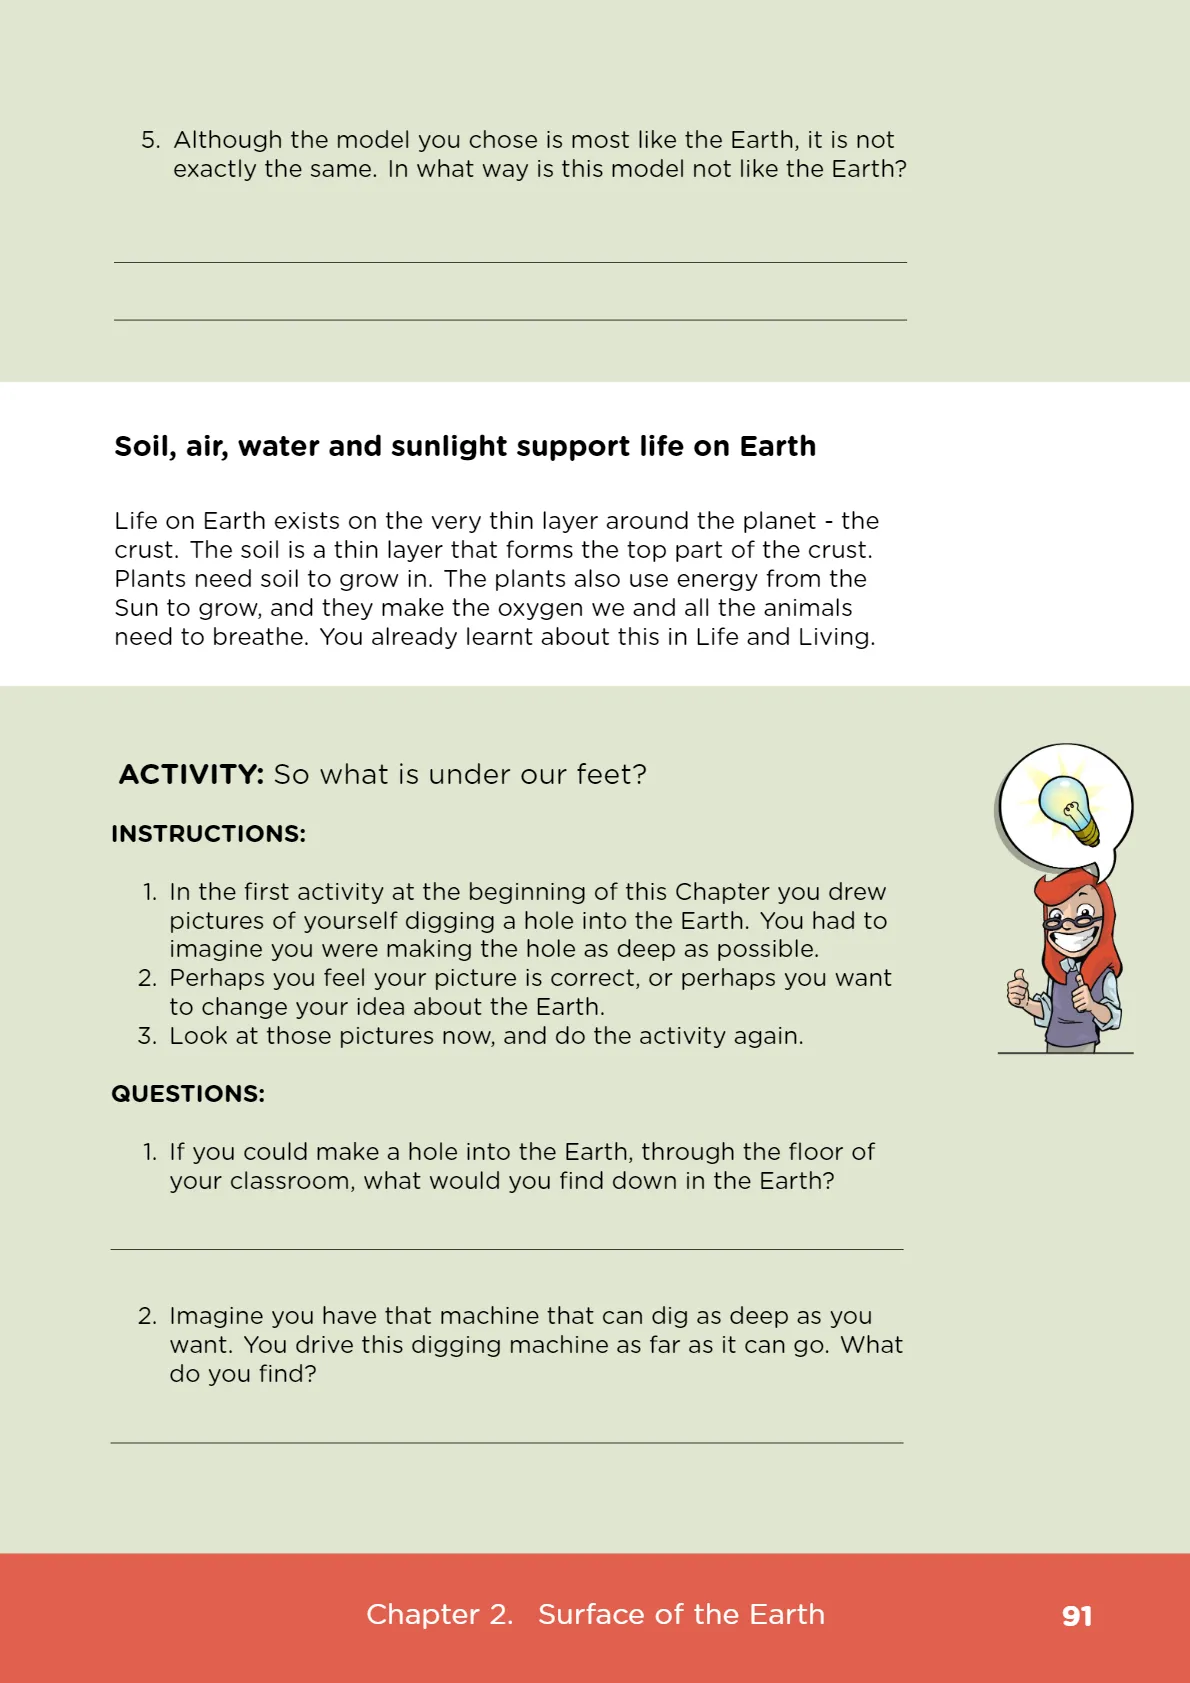 5. Although the model you chose is most like the Earth, it is not
exactly the same. In what way is this model not like the Earth?
Soil, air, water and sunlight support life on Earth
Life on Earth exists on the very thin layer around the planet - the
crust. The soil is a thin layer that forms the top part of the crust.
Plants need soil to grow in. The plants also use energy from the
Sun to grow, and they make the oxygen we and all the animals
need to breathe. You already learnt about this in Life and Living.
ACTIVITY: So what is under our feet?
INSTRUCTIONS:
1. In the first activity at the beginning of this Chapter you drew
pictures of yourself digging a hole into the Earth. You had to
imagine you were making the hole as deep as possible.
2. Perhaps you feel your picture is correct, or perhaps you want
to change your idea about the Earth.
3. Look at those pictures now, and do the activity again.
QUESTIONS:
1. If you could make a hole into the Earth, through the floor of
your classroom, what would you find down in the Earth?
2. Imagine you have that machine that can dig as deep as you
want. You drive this digging machine as far as it can go. What
do you find?
Chapter 2. Surface of the Earth 91